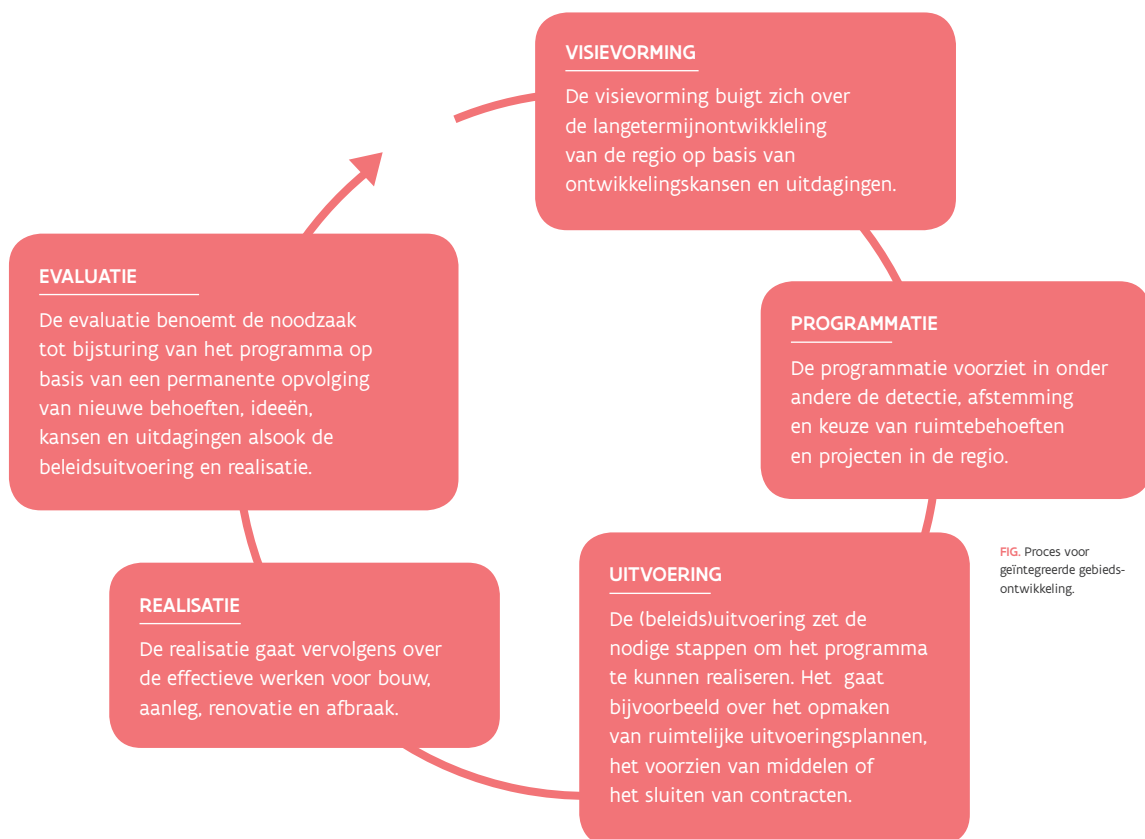 VISIEVORMING
De visievorming buigt zich over
de langetermijnontwikkleling
van de regio op basis van
ontwikkelingskansen en uitdagingen.
PROGRAMMATIE
De programmatie voorziet in onder
andere de detectie, afstemming
en keuze van ruimtebehoeften
en projecten in de regio.
UITVOERING
De (beleids)uitvoering zet de
nodige stappen om het programma
te kunnen realiseren. Het gaat
bijvoorbeeld over het opmaken
van ruimtelijke uitvoeringsplannen,
het voorzien van middelen of
het sluiten van contracten.
REALISATIE
De realisatie gaat vervolgens over
de effectieve werken voor bouw,
aanleg, renovatie en afbraak.
EVALUATIE
De evaluatie benoemt de noodzaak
tot bijsturing van het programma op
basis van een permanente opvolging
van nieuwe behoeften, ideeën,
kansen en uitdagingen alsook de
beleidsuitvoering en realisatie.
FIG. Proces voor
geïntegreerde gebieds-
ontwikkeling.